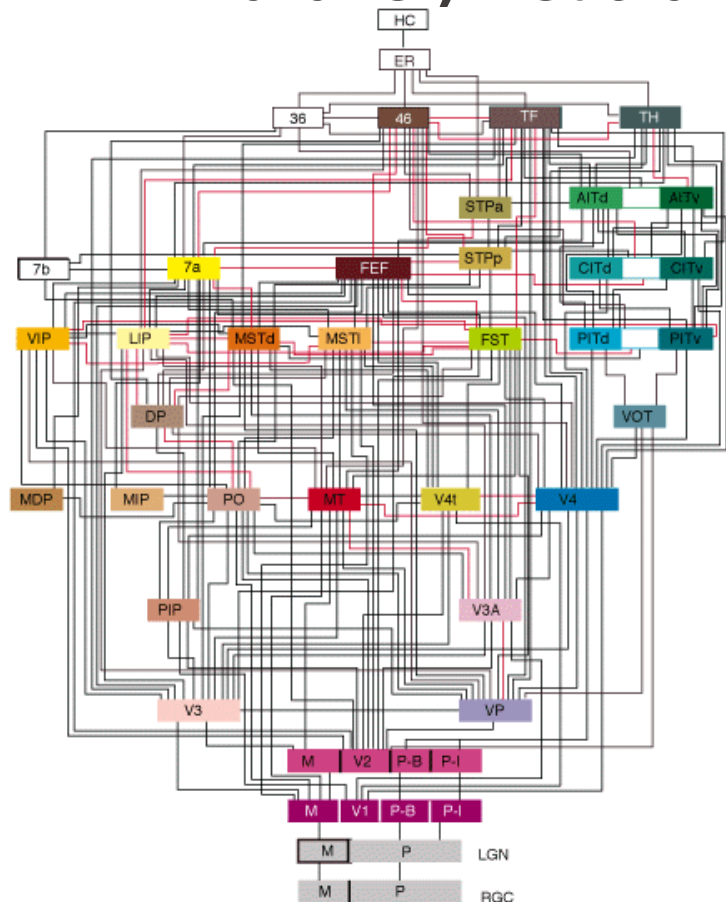 HC
ER
36 46 TF TH
STPa AITd AITv
7b 7a FEF STPp CITd CITv
VIP LIP MSTd MSTl FST PITd PITv
DP VOT
MDP MIP PO MT V4t V4
PIP V3A
V3 VP
M V2 P-B P-I
M V1 P-B P-I
M P LGN
M P RGC